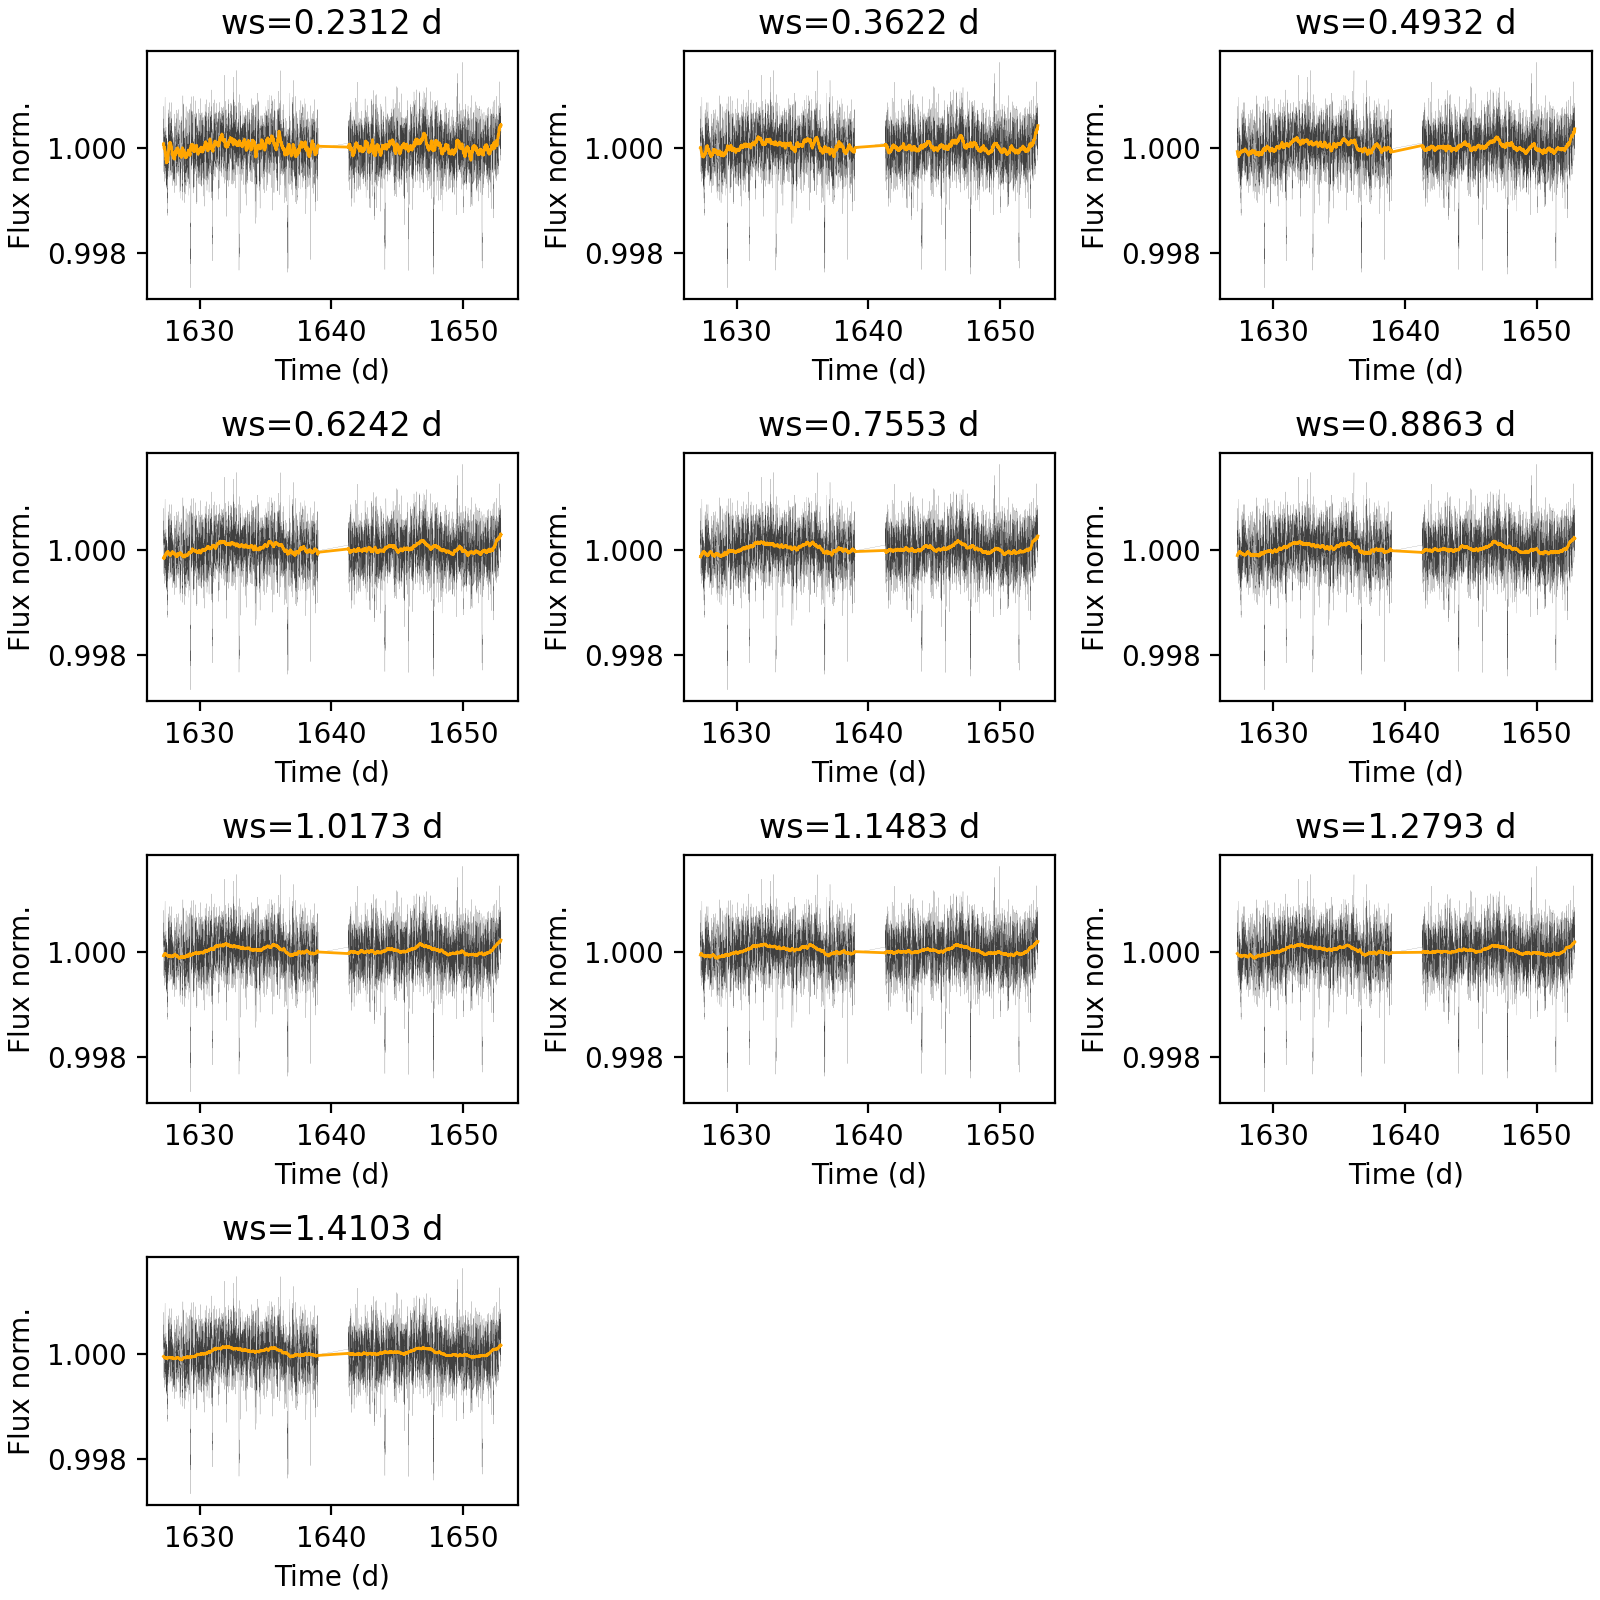 ws=0.2312 d
Flux norm.
1.000
0.998
1630 1640 1650
Time (d)
ws=0.3622 d
Flux norm.
1.000
0.998
1630 1640 1650
Time (d)
ws=0.4932 d
Flux norm.
1.000
0.998
1630 1640 1650
Time (d)
ws=0.6242 d
Flux norm.
1.000
0.998
1630 1640 1650
Time (d)
ws=0.7553 d
Flux norm.
1.000
0.998
1630 1640 1650
Time (d)
ws=0.8863 d
Flux norm.
1.000
0.998
1630 1640 1650
Time (d)
ws=1.0173 d
Flux norm.
1.000
0.998
1630 1640 1650
Time (d)
ws=1.1483 d
Flux norm.
1.000
0.998
1630 1640 1650
Time (d)
ws=1.2793 d
Flux norm.
1.000
0.998
1630 1640 1650
Time (d)
ws=1.4103 d
Flux norm.
1.000
0.998
1630 1640 1650
Time (d)